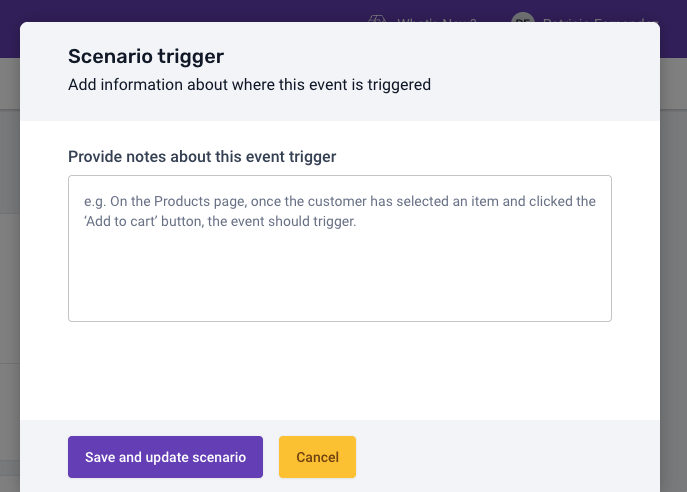 Scenario trigger
Add information about where this event is triggered
Provide notes about this event trigger
e.g. On the Products page, once the customer has selected an item and clicked the
‘Add to cart’ button, the event should trigger.
Save and update scenario
Cancel